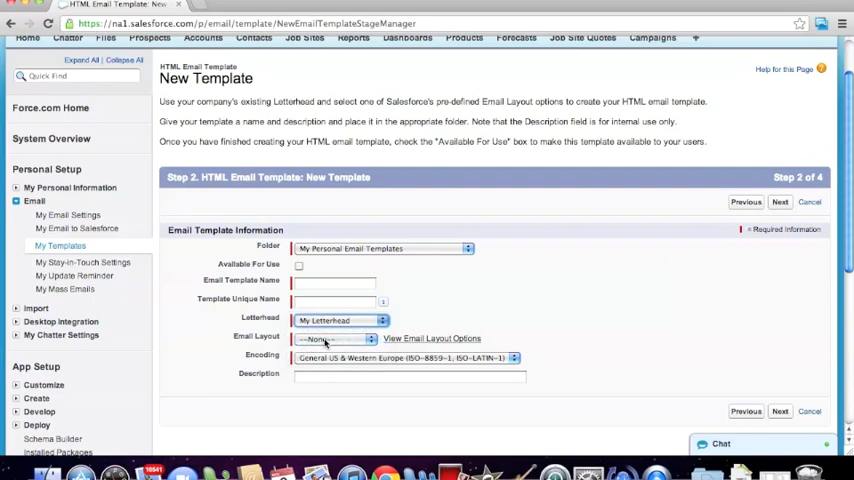 HTML Email Template: New
https://na1.salesforce.com/p/email/template/NewEmailTemplateStageManager
Home Chatter Files Prospects Accounts Contacts Job Sites Reports Dashboards Products Forecasts Job Site Quotes Campaigns +
Expand All | Collapse All
Quick Find
Force.com Home
System Overview
Personal Setup
My Personal Information
Email
My Email Settings
My Email to Salesforce
My Templates
My Stay-in-Touch Settings
My Update Reminder
My Mass Emails
Import
Desktop Integration
My Chatter Settings
App Setup
Customize
Create
Develop
Deploy
Schema Builder
Installed Packages
HTML Email Template
New Template
Help for this Page ?
Use your company's existing Letterhead and select one of Salesforce's pre-defined Email Layout options to create your HTML email template.
Give your template a name and description and place it in the appropriate folder. Note that the Description field is for internal use only.
Once you have finished creating your HTML email template, check the "Available For Use" box to make this template available to your users.
Step 2. HTML Email Template: New Template Step 2 of 4
Previous Next Cancel
Email Template Information = Required Information
Folder My Personal Email Templates
Available For Use
Email Template Name
Template Unique Name i
Letterhead My Letterhead
Email Layout --None-- View Email Layout Options
Encoding General US & Western Europe (ISO-8859-1, ISO-LATIN-1)
Description
Previous Next Cancel
Chat
10541